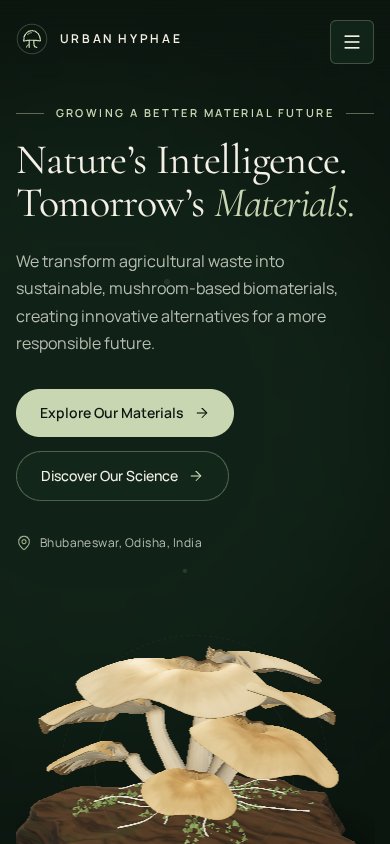 URBAN HYPHAE
GROWING A BETTER MATERIAL FUTURE
Nature’s Intelligence.
Tomorrow’s Materials.
We transform agricultural waste into
sustainable, mushroom-based biomaterials,
creating innovative alternatives for a more
responsible future.
Explore Our Materials →
Discover Our Science →
Bhubaneswar, Odisha, India